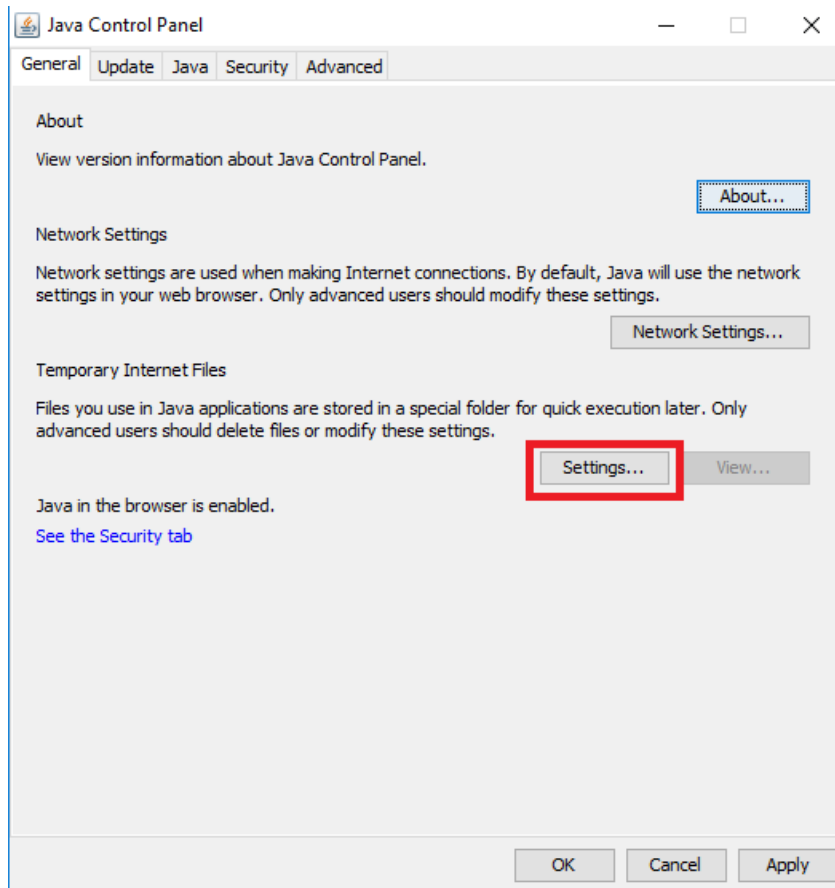 Java Control Panel
General Update Java Security Advanced
About
View version information about Java Control Panel.
About...
Network Settings
Network settings are used when making Internet connections. By default, Java will use the network
settings in your web browser. Only advanced users should modify these settings.
Network Settings...
Temporary Internet Files
Files you use in Java applications are stored in a special folder for quick execution later. Only
advanced users should delete files or modify these settings.
Settings... View...
Java in the browser is enabled.
See the Security tab
OK Cancel Apply